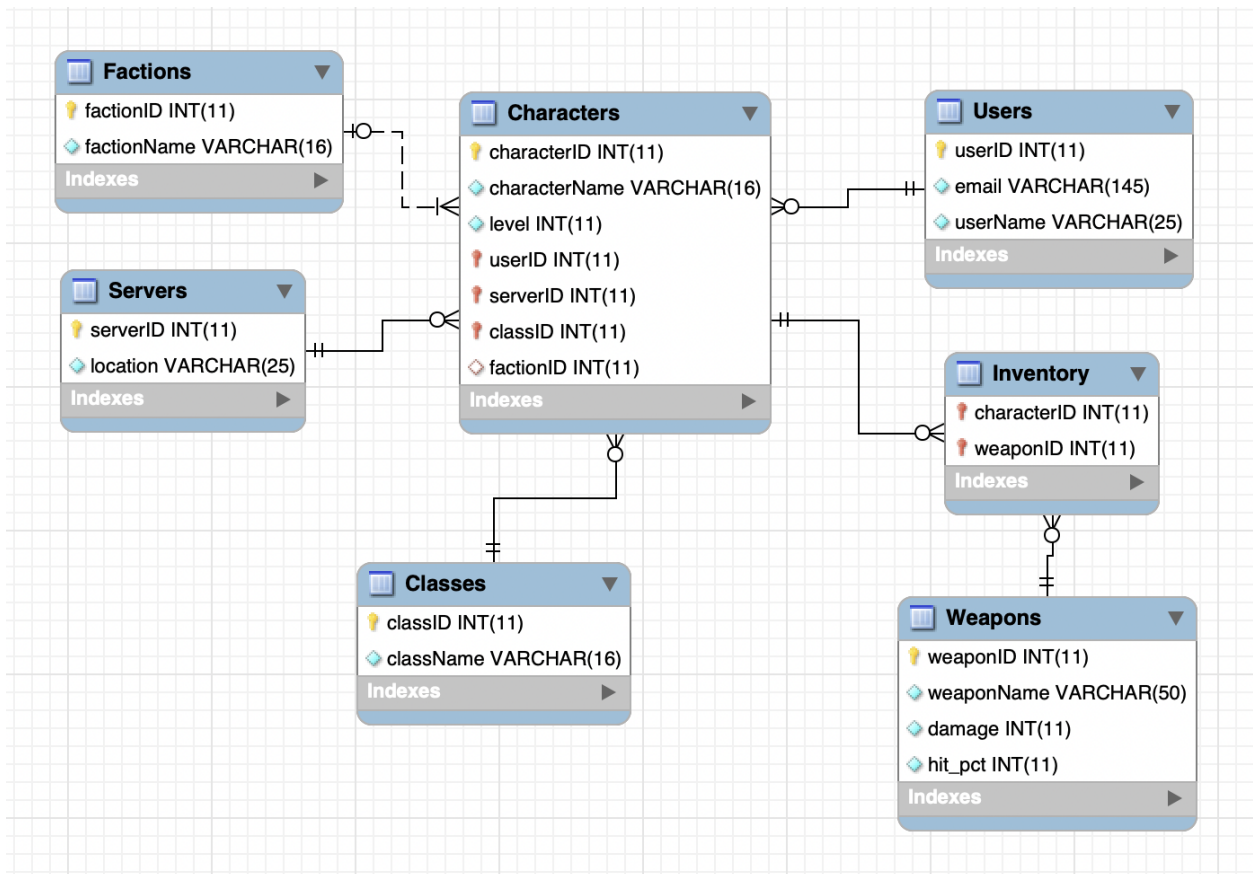 Factions
factionID INT(11)
factionName VARCHAR(16)
Indexes
Servers
serverID INT(11)
location VARCHAR(25)
Indexes
Characters
characterID INT(11)
characterName VARCHAR(16)
level INT(11)
userID INT(11)
serverID INT(11)
classID INT(11)
factionID INT(11)
Indexes
Users
userID INT(11)
email VARCHAR(145)
userName VARCHAR(25)
Indexes
Inventory
characterID INT(11)
weaponID INT(11)
Indexes
Classes
classID INT(11)
className VARCHAR(16)
Indexes
Weapons
weaponID INT(11)
weaponName VARCHAR(50)
damage INT(11)
hit_pct INT(11)
Indexes